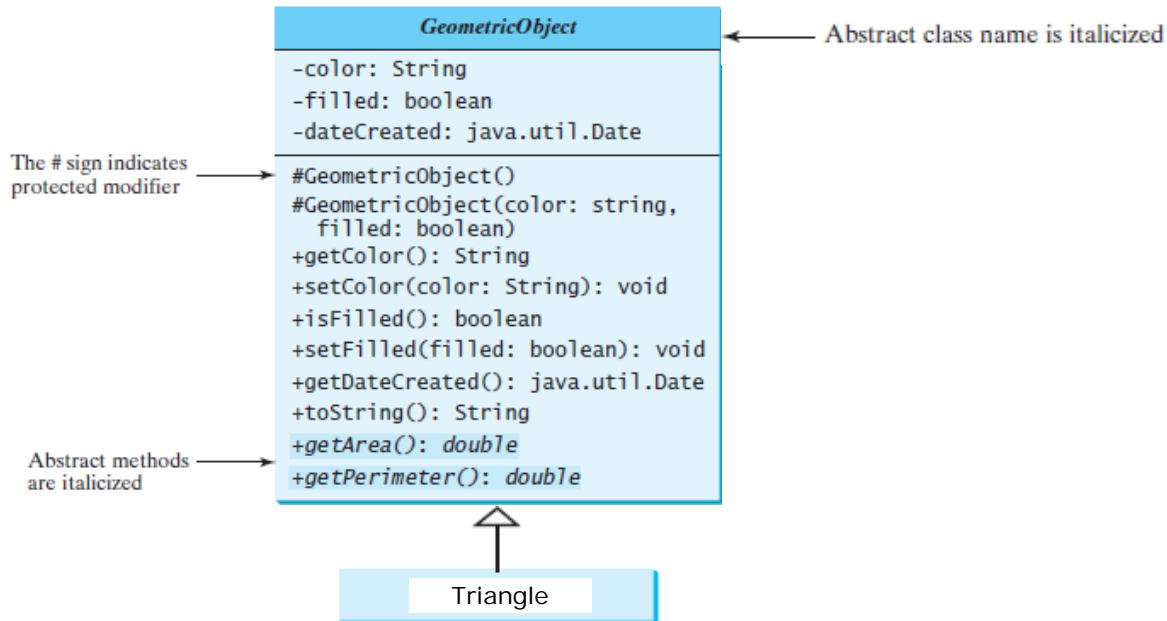 GeometricObject
Abstract class name is italicized
-color: String
-filled: boolean
-dateCreated: java.util.Date
The # sign indicates
protected modifier
#GeometricObject()
#GeometricObject(color: string,
filled: boolean)
+getColor(): String
+setColor(color: String): void
+isFilled(): boolean
+setFilled(filled: boolean): void
+getDateCreated(): java.util.Date
+toString(): String
Abstract methods
are italicized
+getArea(): double
+getPerimeter(): double
Triangle